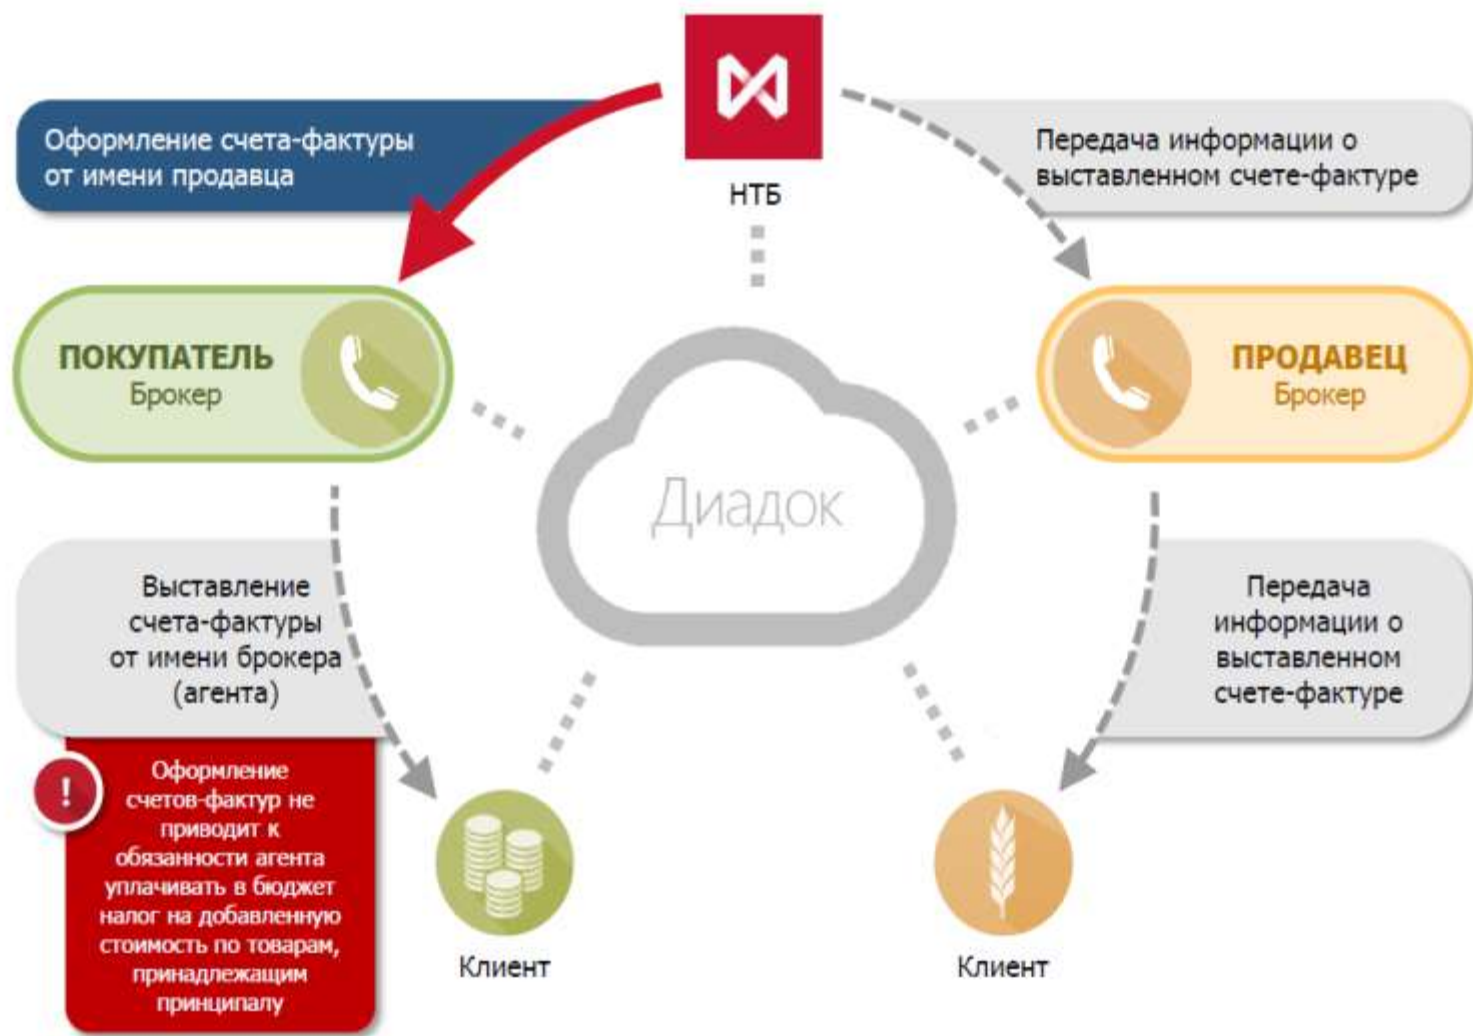 Оформление счета-фактуры
от имени продавца
НТБ
Передача информации о
выставленном счете-фактуре
ПОКУПАТЕЛЬ
Брокер
ПРОДАВЕЦ
Брокер
Диадок
Выставление
счета-фактуры
от имени брокера
(агента)
Передача
информации о
выставленном
счете-фактуре
!
Оформление
счетов-фактур не
приводит к
обязанности агента
уплачивать в бюджет
налог на добавленную
стоимость по товарам,
принадлежащим
принципалу
Клиент
Клиент